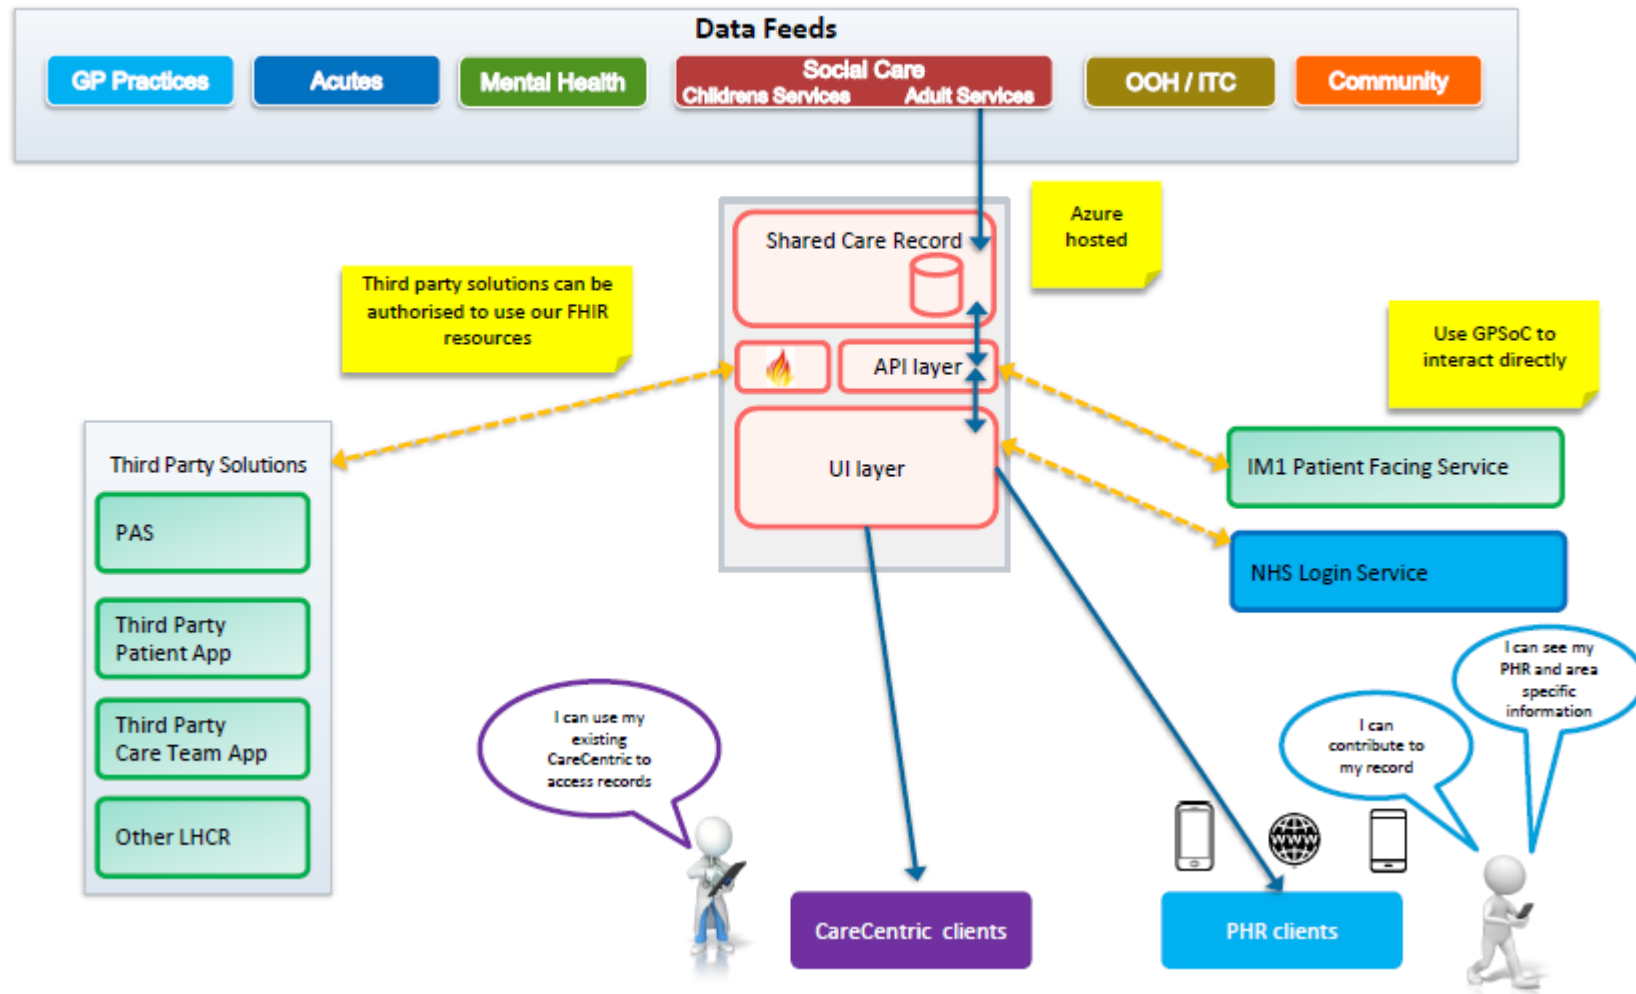 Data Feeds
GP Practices
Acutes
Mental Health
Social Care
Childrens Services Adult Services
OOH / ITC
Community
Shared Care Record
Azure
hosted
Third party solutions can be
authorised to use our FHIR
resources
API layer
Use GPSoC to
interact directly
UI layer
Third Party Solutions
PAS
Third Party
Patient App
Third Party
Care Team App
Other LHCR
IM1 Patient Facing Service
NHS Login Service
I can use my
existing
CareCentric to
access records
I can
contribute to
my record
I can see my
PHR and area
specific
information
WWW
CareCentric clients
PHR clients